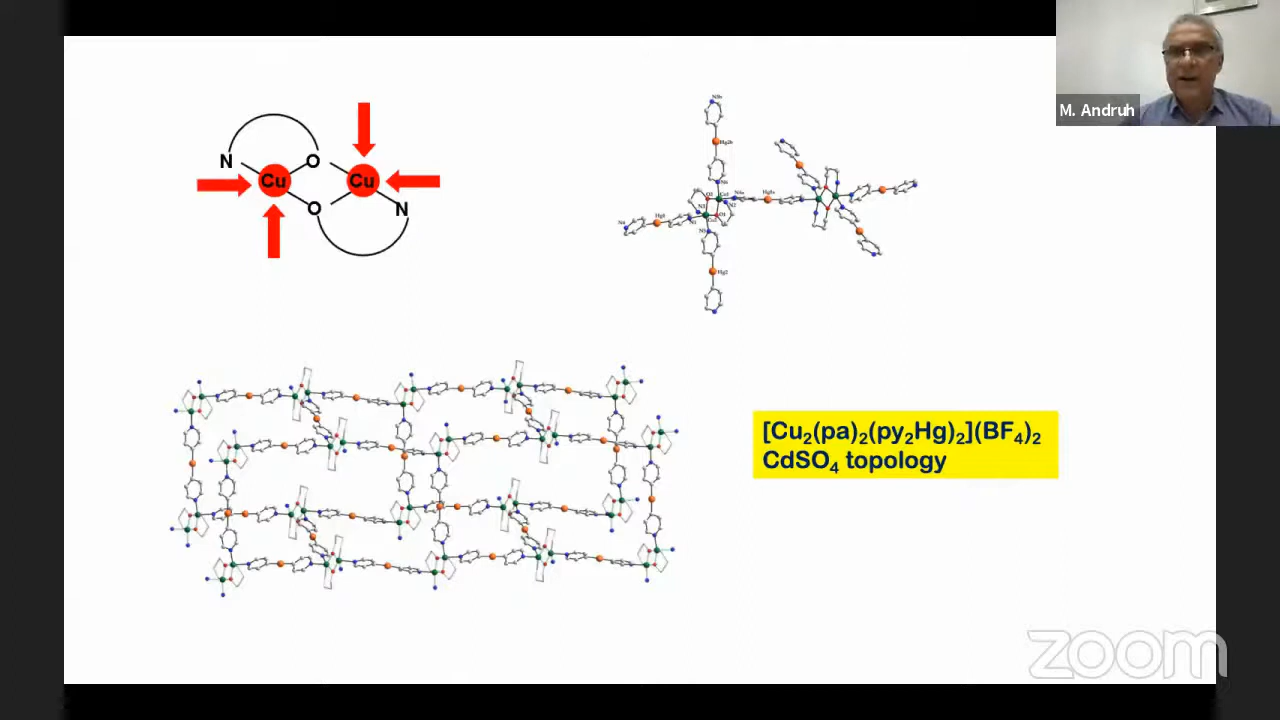 M. Andruh
N
O
Cu
Cu
O
N
[Cu₂(pa)₂(py₂Hg)₂](BF₄)₂
CdSO₄ topology
zoom